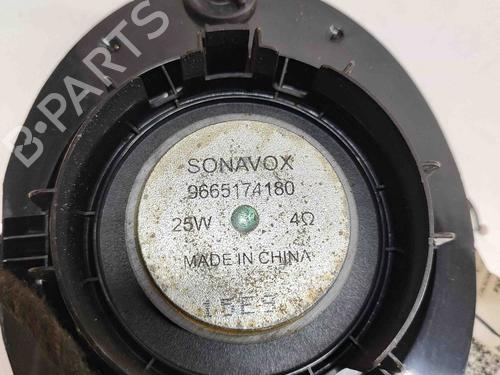 B-PARTS
SONAVOX
9665174180
25W 4Ω
MADE IN CHINA